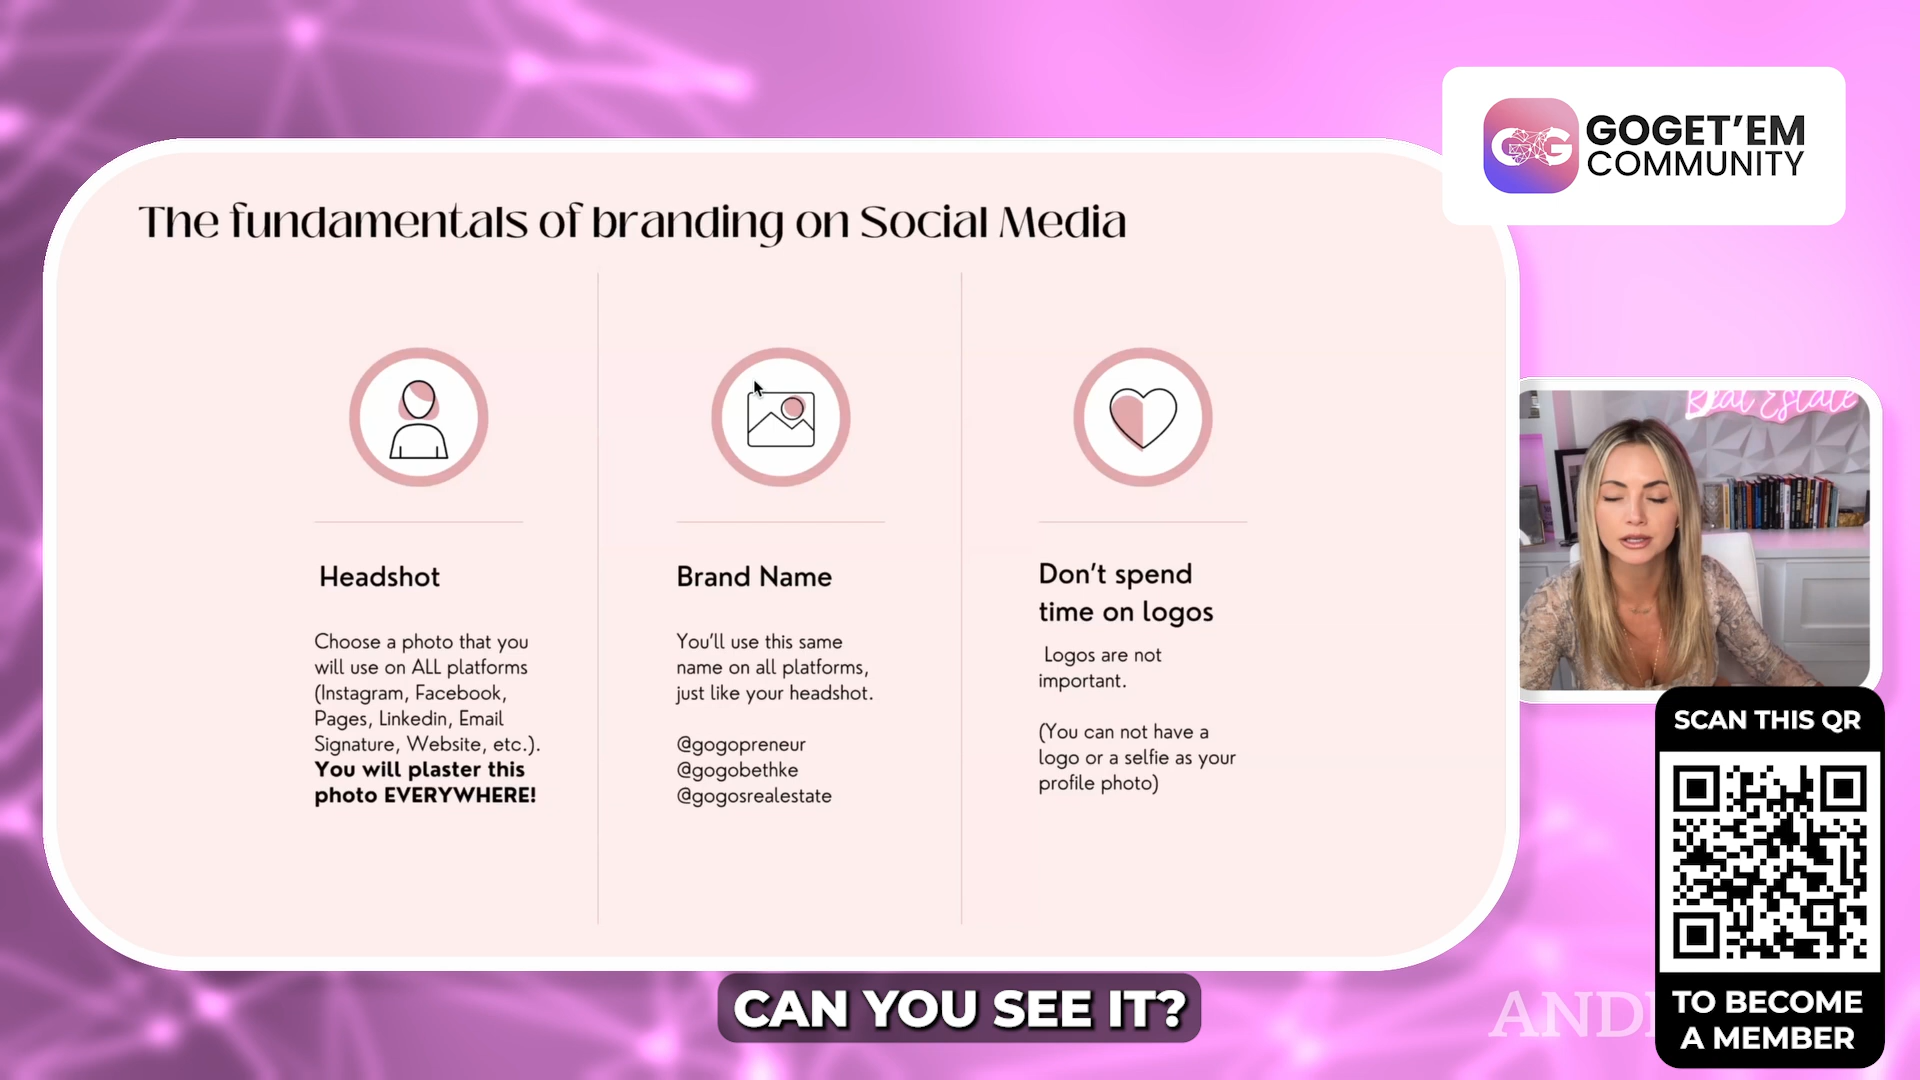 GOGET'EM
COMMUNITY
The fundamentals of branding on Social Media
Headshot
Choose a photo that you
will use on ALL platforms
(Instagram, Facebook,
Pages, Linkedin, Email
Signature, Website, etc.).
You will plaster this
photo EVERYWHERE!
Brand Name
You'll use this same
name on all platforms,
just like your headshot.
@gogopreneur
@gogobethke
@gogosrealestate
Don't spend
time on logos
Logos are not
important.
(You can not have a
logo or a selfie as your
profile photo)
Real Estate
SCAN THIS QR
TO BECOME
A MEMBER
CAN YOU SEE IT?